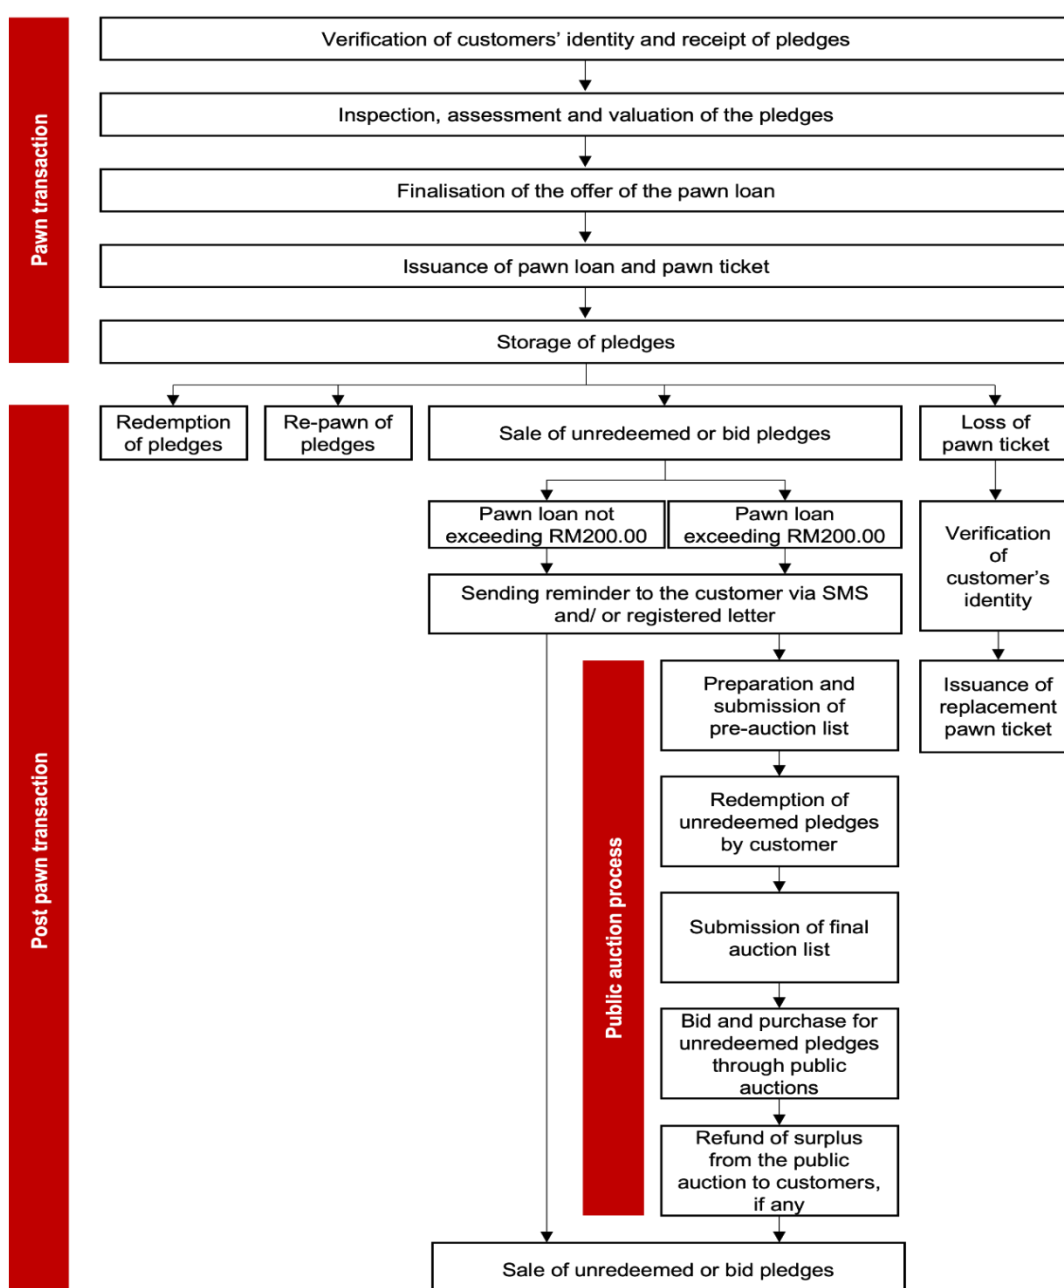 Pawn transaction
Verification of customers’ identity and receipt of pledges
Inspection, assessment and valuation of the pledges
Finalisation of the offer of the pawn loan
Issuance of pawn loan and pawn ticket
Storage of pledges
Post pawn transaction
Redemption
of pledges
Re-pawn of
pledges
Sale of unredeemed or bid pledges
Loss of
pawn ticket
Pawn loan not
exceeding RM200.00
Pawn loan
exceeding RM200.00
Verification
of
customer’s
identity
Sending reminder to the customer via SMS
and/ or registered letter
Issuance of
replacement
pawn ticket
Public auction process
Preparation and
submission of
pre-auction list
Redemption of
unredeemed pledges
by customer
Submission of final
auction list
Bid and purchase for
unredeemed pledges
through public
auctions
Refund of surplus
from the public
auction to customers,
if any
Sale of unredeemed or bid pledges